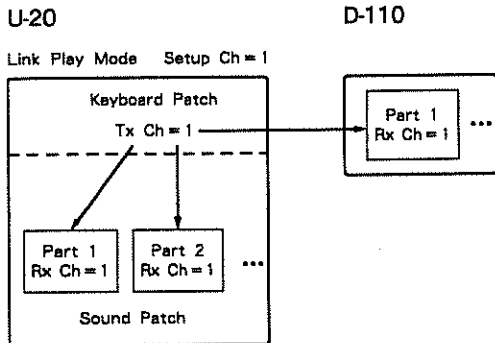 U-20
D-110
Link Play Mode Setup Ch = 1
Keyboard Patch
Tx Ch = 1
Part 1
Rx Ch = 1
...
Part 1
Rx Ch = 1
Part 2
Rx Ch = 1
...
Sound Patch